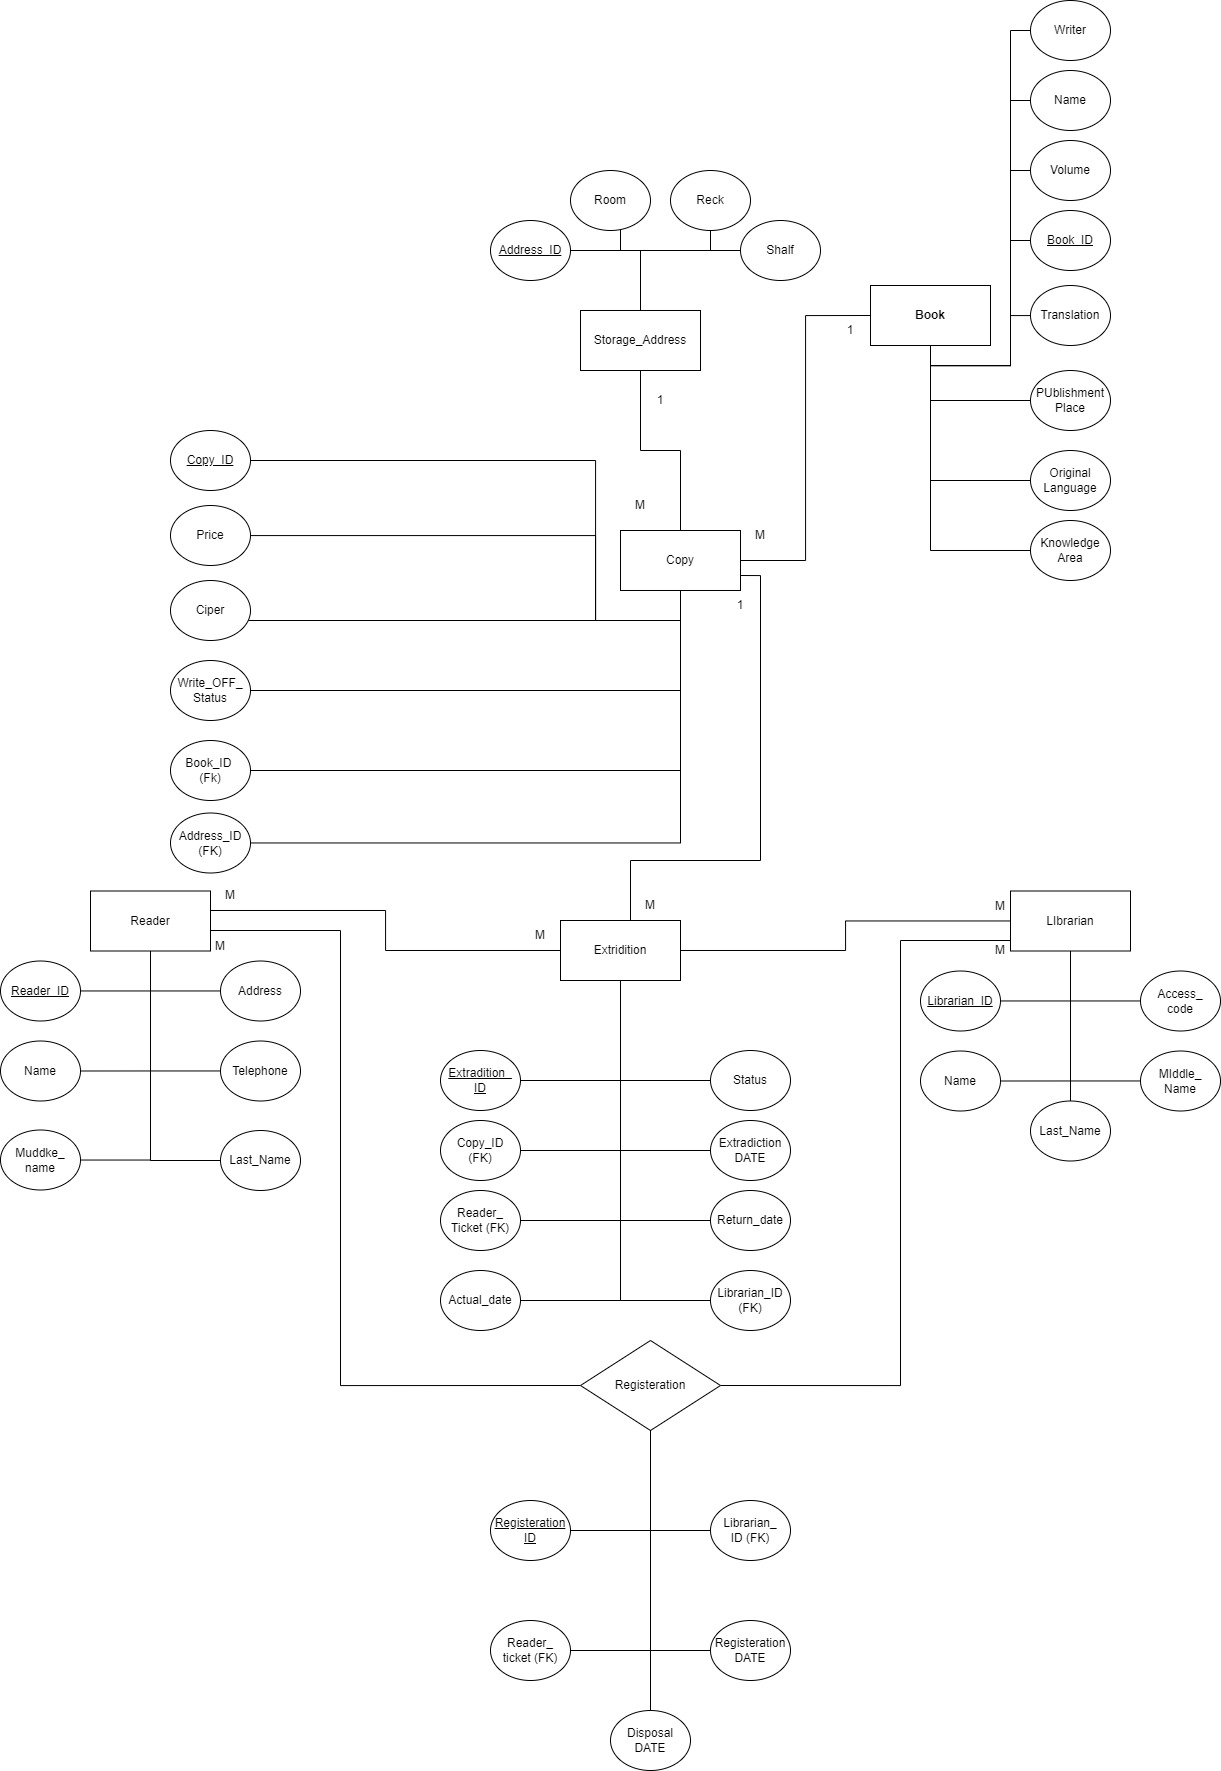 Writer
Name
Volume
Room
Reck
Book_ID
Address_ID
Shalf
Book
Translation
1
Storage_Address
PUblishment
Place
1
Copy_ID
Original
Language
M
Price
M
Knowledge
Area
Copy
Ciper
1
Write_OFF_
Status
Book_ID
(Fk)
Address_ID
(FK)
M
M
M
Reader
M
M
Extridition
LIbrarian
M
M
Reader_ID
Address
Librarian_ID
Access_
code
Name
Telephone
Extradition_
ID
Status
Name
MIddle_
Name
Last_Name
Muddke_
name
Last_Name
Copy_ID
(FK)
Extradiction
DATE
Reader_
Ticket (FK)
Return_date
Actual_date
Librarian_ID
(FK)
Registeration
Registeration
ID
Librarian_
ID (FK)
Reader_
ticket (FK)
Registeration
DATE
Disposal
DATE